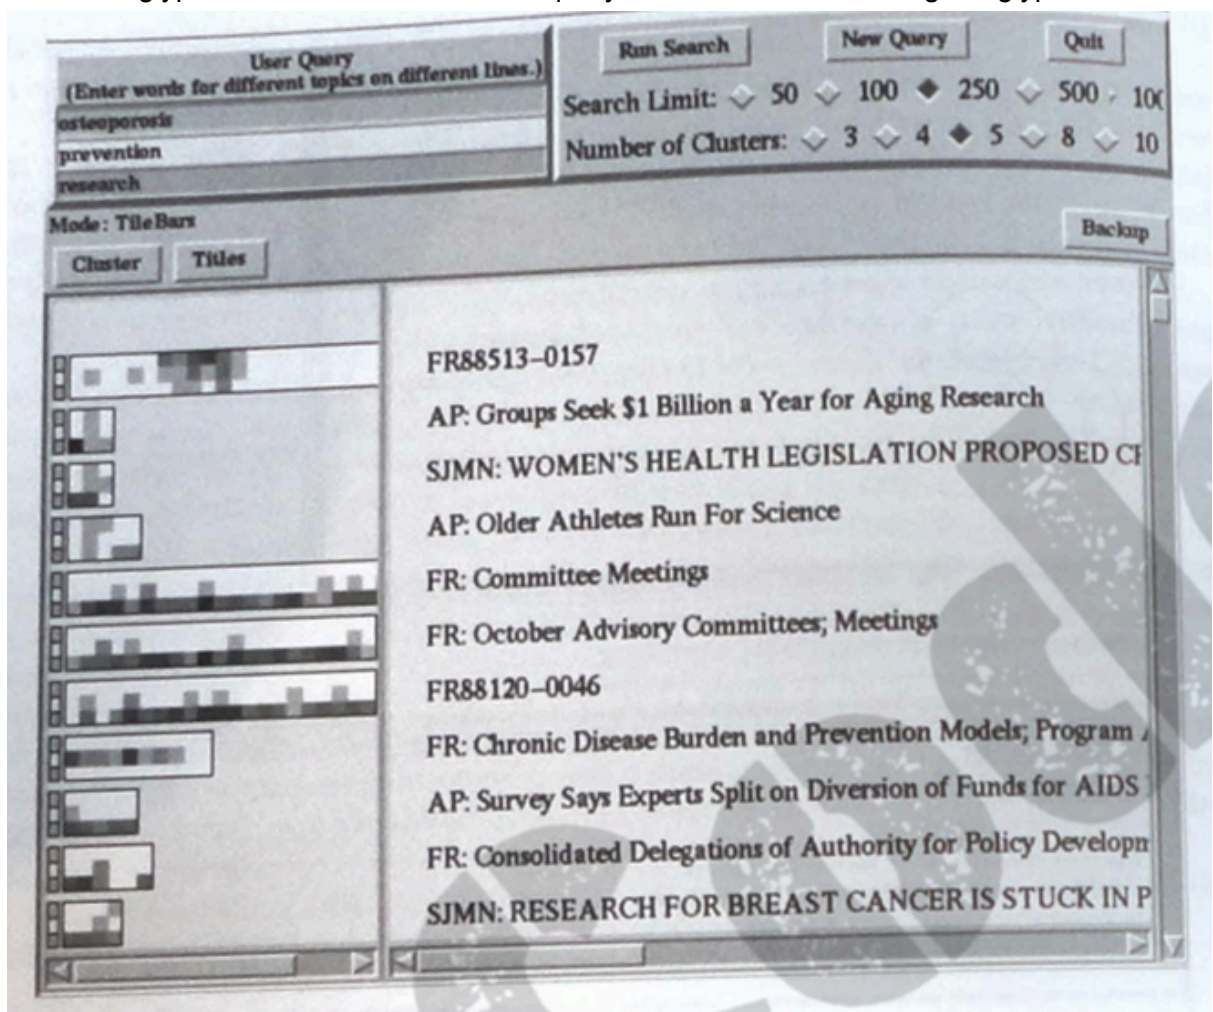 User Query
(Enter words for different topics on different lines.)
osteoporosis
prevention
research
Run Search New Query Quit
Search Limit: 50 100 250 500
Number of Clusters: 3 4 5 8 10
Mode: TileBars
Backup
Cluster Titles
FR88513-0157
AP: Groups Seek $1 Billion a Year for Aging Research
SJMN: WOMEN'S HEALTH LEGISLATION PROPOSED
AP: Older Athletes Run For Science
FR: Committee Meetings
FR: October Advisory Committees; Meetings
FR88120-0046
FR: Chronic Disease Burden and Prevention Models; Program
AP: Survey Says Experts Split on Diversion of Funds for AIDS
FR: Consolidated Delegations of Authority for Policy Developm
SJMN: RESEARCH FOR BREAST CANCER IS STUCK IN P